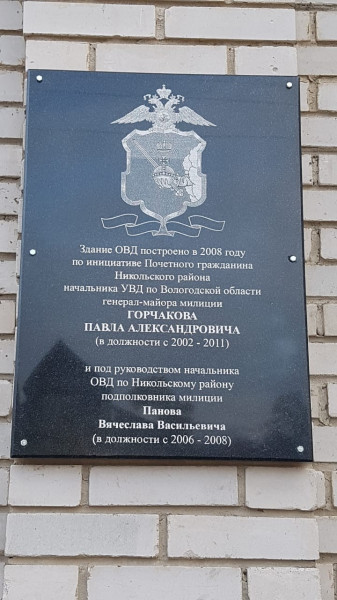 Здание ОВД построено в 2008 году
по инициативе Почетного гражданина
Никольского района
начальника УВД по Вологодской области
генерал-майора милиции
ГОРЧАКОВА
ПАВЛА АЛЕКСАНДРОВИЧА
(в должности с 2002 - 2011)
и под руководством начальника
ОВД по Никольскому району
подполковника милиции
Панова
Вячеслава Васильевича
(в должности с 2006 - 2008)